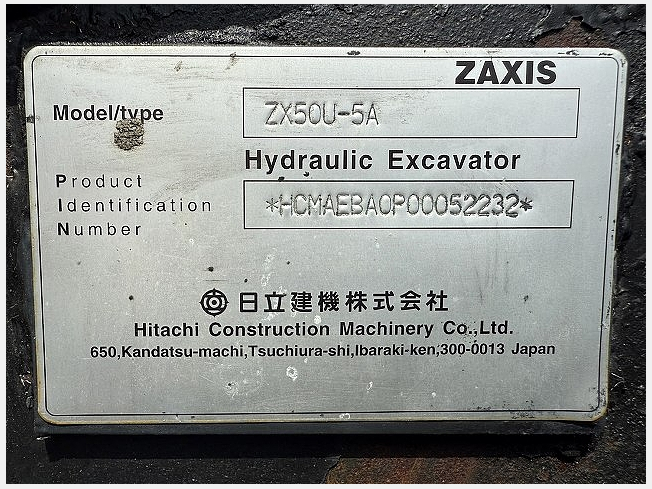 ZAXIS
Model/type ZX50U-5A
Hydraulic Excavator
Product
Identification
Number
*HCMAEBA0P00052232*
日立建機株式会社
Hitachi Construction Machinery Co.,Ltd.
650,Kandatsu-machi,Tsuchiura-shi,Ibaraki-ken,300-0013 Japan